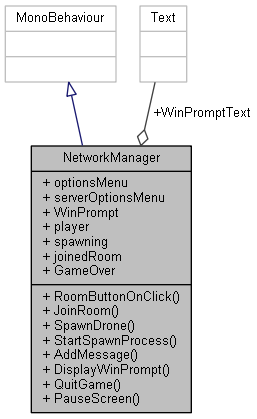 MonoBehaviour
Text
+WinPromptText
NetworkManager
+ optionsMenu
+ serverOptionsMenu
+ WinPrompt
+ player
+ spawning
+ joinedRoom
+ GameOver
+ RoomButtonOnClick()
+ JoinRoom()
+ SpawnDrone()
+ StartSpawnProcess()
+ AddMessage()
+ DisplayWinPrompt()
+ QuitGame()
+ PauseScreen()